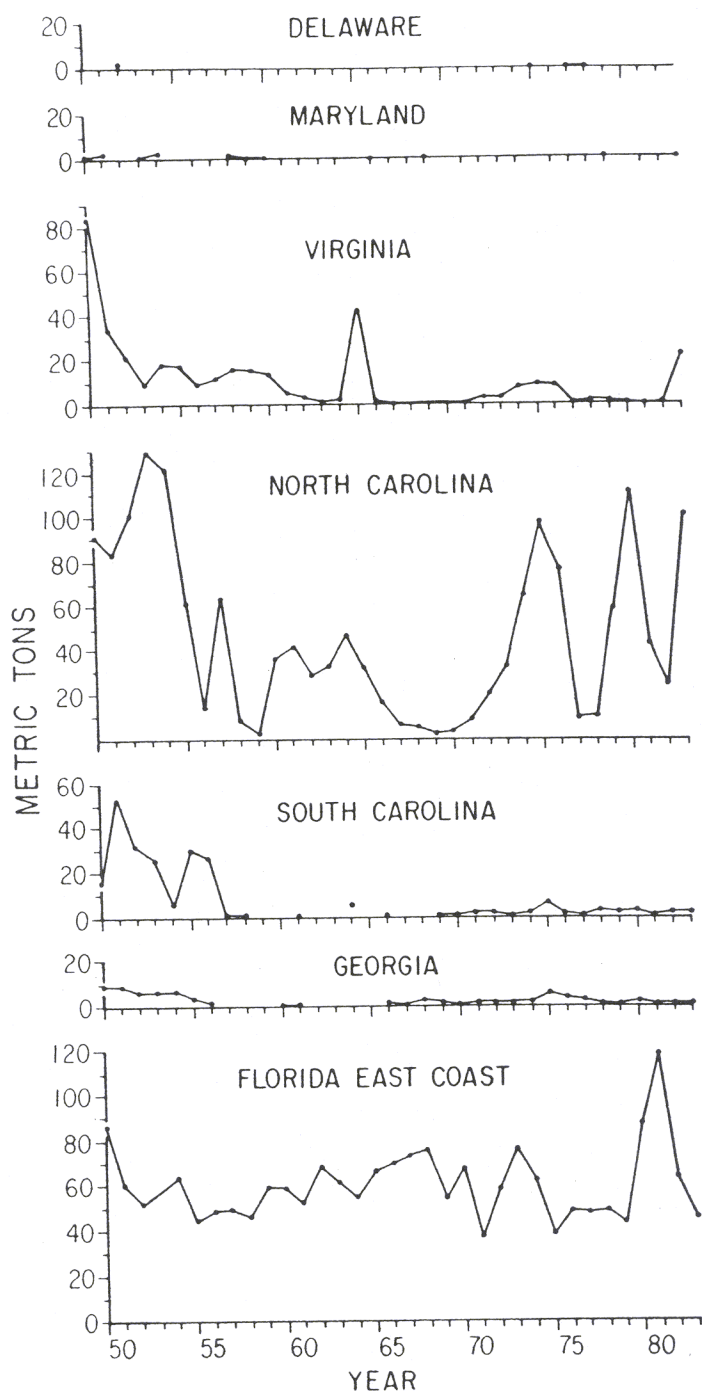 DELAWARE
20
0
MARYLAND
20
0
VIRGINIA
80
60
40
20
0
NORTH CAROLINA
120
100
80
60
40
20
METRIC TONS
SOUTH CAROLINA
60
40
20
0
GEORGIA
20
0
FLORIDA EAST COAST
120
100
80
60
40
20
0
50 55 60 65 70 75 80
YEAR